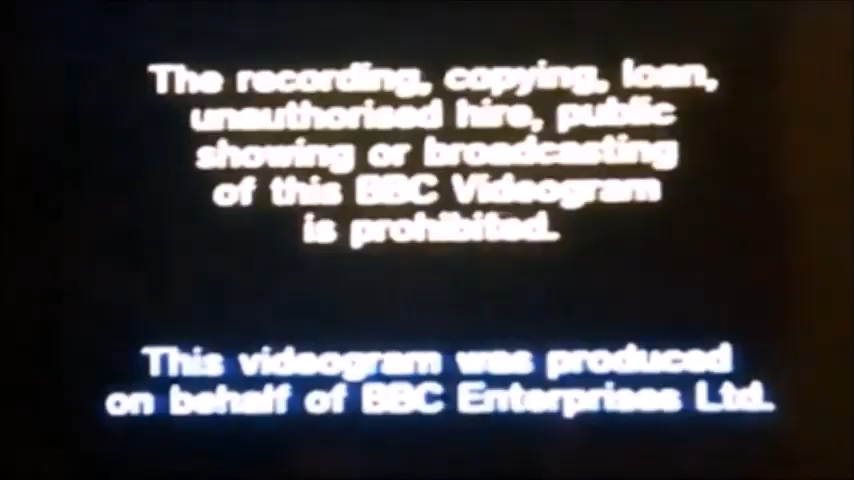 The recording, copying, loan,
unauthorised hire, public
showing or broadcasting
of this BBC Videogram
is prohibited.
This videogram was produced
on behalf of BBC Enterprises Ltd.